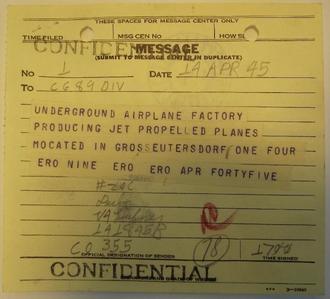 THESE SPACES FOR MESSAGE CENTER ONLY
TIME FILED MSG CEN No HOW SL
CONFIDENTIAL
MESSAGE
(SUBMIT TO MESSAGE CENTER IN DUPLICATE)
No 1 DATE 14 APR 45
To CG 89 DIV
UNDERGROUND AIRPLANE FACTORY
PRODUCING JET PROPELLED PLANES
MOCATED IN GROSSEUTERSDORF ONE FOUR
ERO NINE ERO ERO APR FORTYFIVE
CO 355 1700
OFFICIAL DESIGNATION OF SENDER TIME SIGNED
CONFIDENTIAL